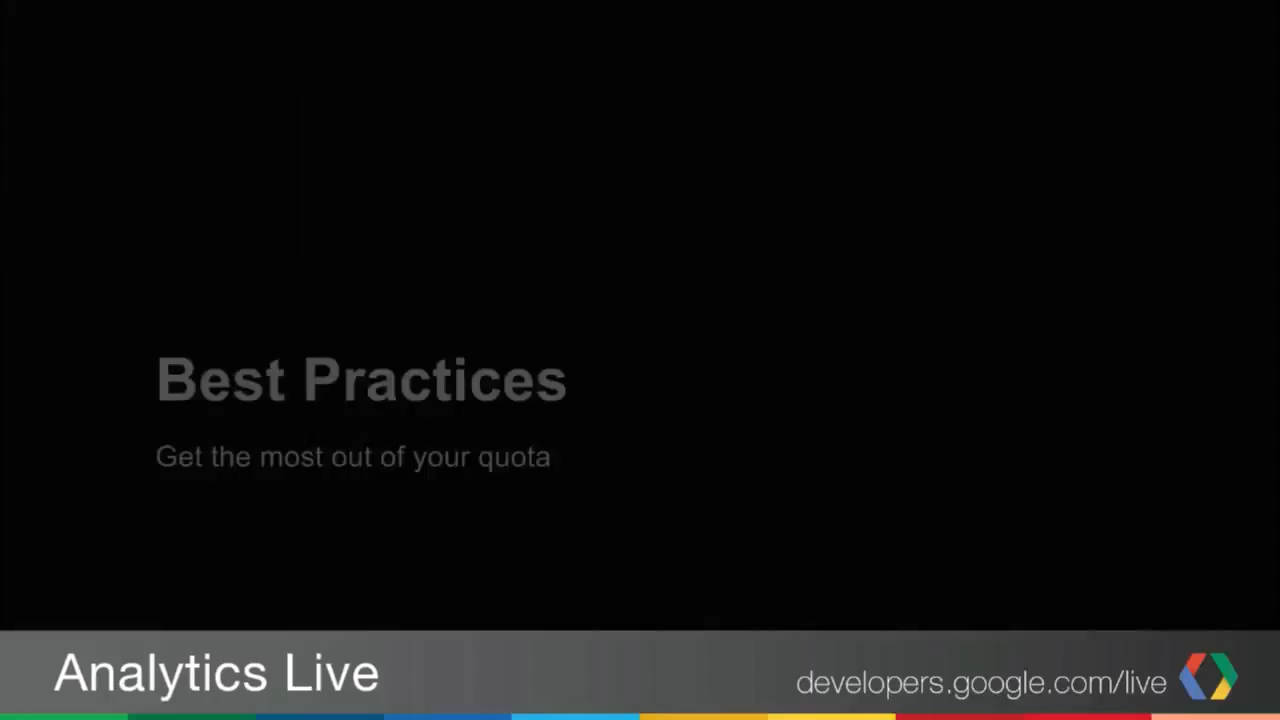 Best Practices
Get the most out of your quota
Analytics Live
developers.google.com/live